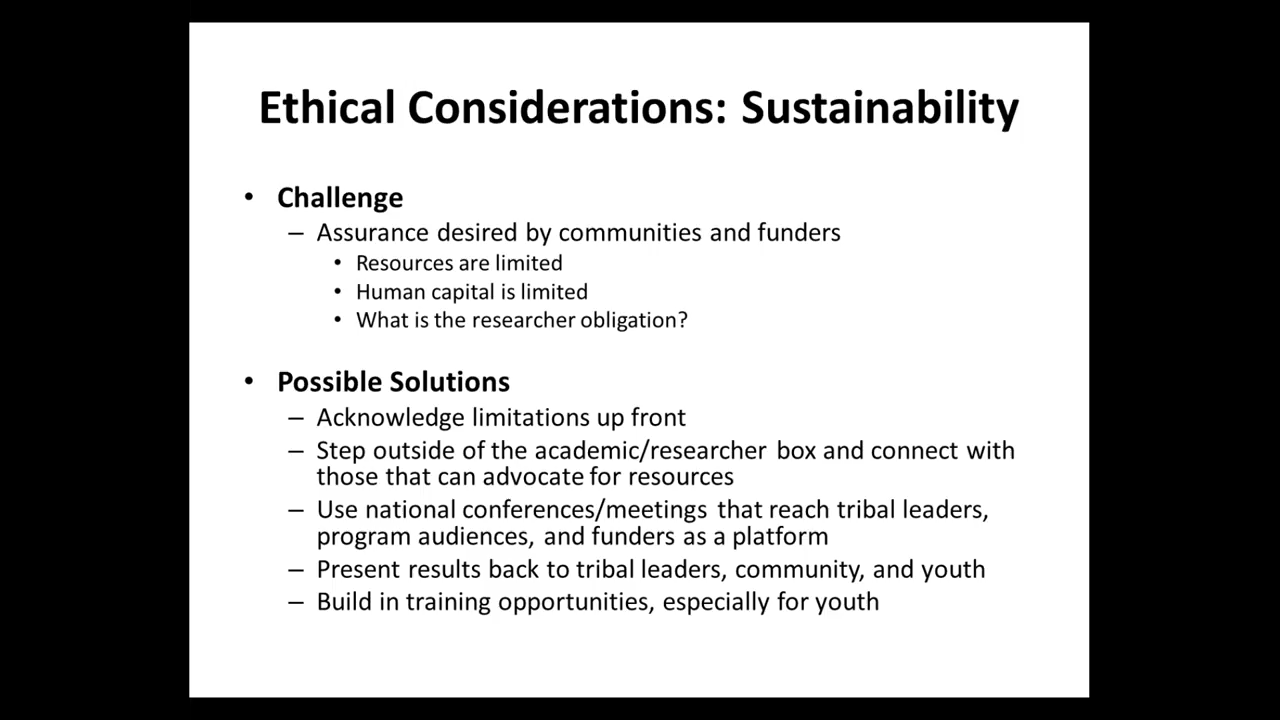 Ethical Considerations: Sustainability
• Challenge
– Assurance desired by communities and funders
• Resources are limited
• Human capital is limited
• What is the researcher obligation?
• Possible Solutions
– Acknowledge limitations up front
– Step outside of the academic/researcher box and connect with
those that can advocate for resources
– Use national conferences/meetings that reach tribal leaders,
program audiences, and funders as a platform
– Present results back to tribal leaders, community, and youth
– Build in training opportunities, especially for youth